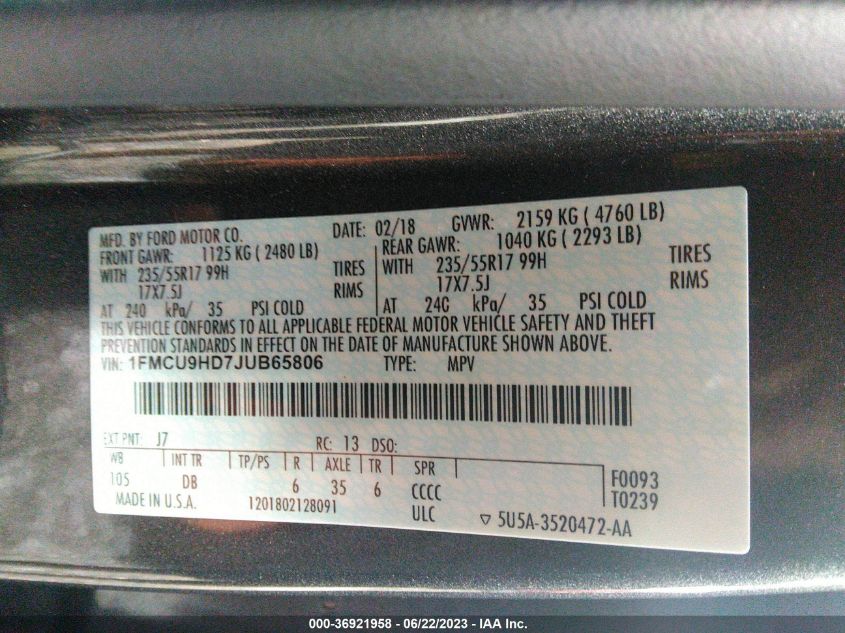 MFD. BY FORD MOTOR CO. DATE: 02/18 GVWR: 2159 KG ( 4760 LB)
FRONT GAWR: 1125 KG ( 2480 LB) REAR GAWR: 1040 KG ( 2293 LB)
WITH 235/55R17 99H TIRES WITH 235/55R17 99H TIRES
17X7.5J RIMS 17X7.5J RIMS
AT 240 kPa/ 35 PSI COLD AT 240 kPa/ 35 PSI COLD
THIS VEHICLE CONFORMS TO ALL APPLICABLE FEDERAL MOTOR VEHICLE SAFETY AND THEFT
PREVENTION STANDARDS IN EFFECT ON THE DATE OF MANUFACTURE SHOWN ABOVE.
VIN: 1FMCU9HD7JUB65806 TYPE: MPV
EXT PNT: J7 RC: 13 DSO:
WB INT TR TP/PS R AXLE TR SPR F0093
105 DB 6 35 6 CCCC T0239
MADE IN U.S.A. 1201802128091 ULC 5U5A-3520472-AA
000-36921958 - 06/22/2023 - IAA Inc.